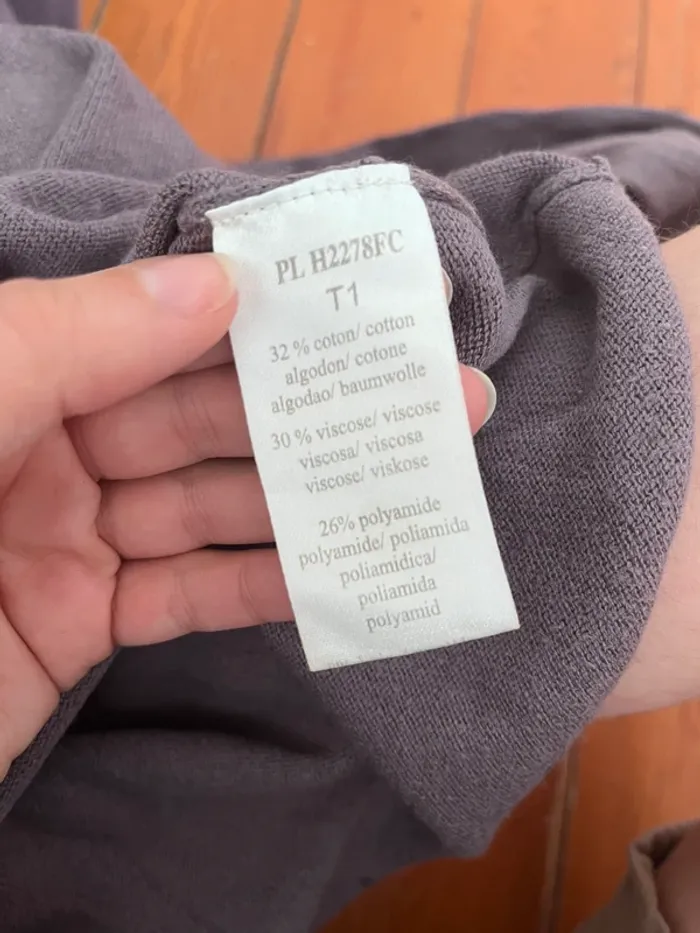 PL H2278FC
T1
32 % coton/ cotton
algodon/ cotone
algodao/ baumwolle
30 % viscose/ viscose
viscosa/ viscosa
viscose/ viskose
26% polyamide
polyamide/ poliamida
poliamidica/
poliamida
polyamid